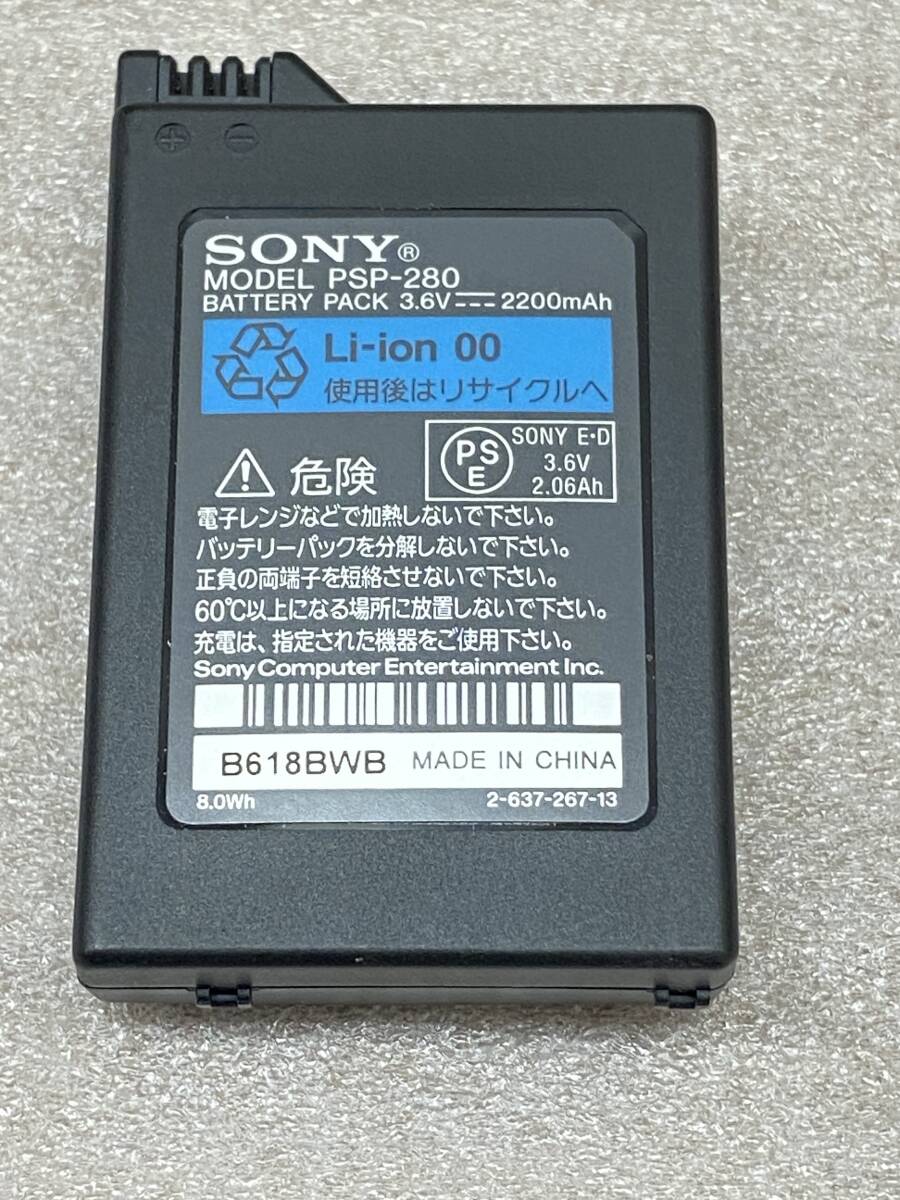 + −
SONY®
MODEL PSP-280
BATTERY PACK 3.6V⎓2200mAh
Li-ion 00
使用後はリサイクルへ
危険
PS
E
SONY E·D
3.6V
2.06Ah
電子レンジなどで加熱しないで下さい。
バッテリーパックを分解しないで下さい。
正負の両端子を短絡させないで下さい。
60℃以上になる場所に放置しないで下さい。
充電は、指定された機器をご使用下さい。
Sony Computer Entertainment Inc.
B618BWB MADE IN CHINA
8.0Wh 2-637-267-13